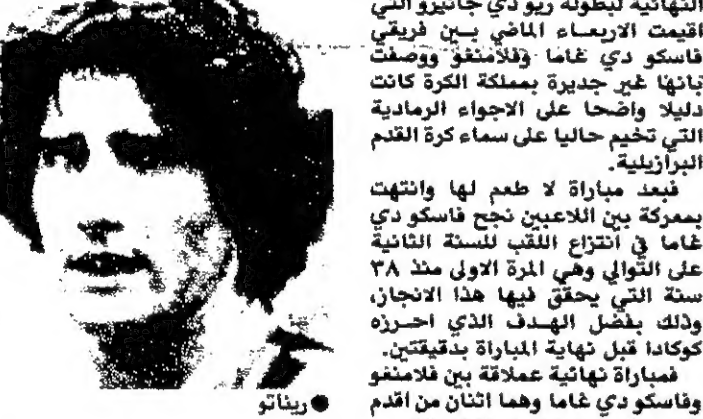 النهائية لبطولة ريو دي جانيرو التي
اقيمت الاربعاء الماضي بين فريقي
فاسكو دي غاما وفلامنغو ووصفت
بانها غير جديرة بمملكة الكرة كانت
دليلا واضحا على الاجواء الرمادية
التي تخيم حاليا على سماء كرة القدم
البرازيلية.
فبعد مباراة لا طعم لها وانتهت
بمعركة بين اللاعبين نجح فاسكو دي
غاما في انتزاع اللقب للسنة الثانية
على التوالي وهي المرة الاولى منذ ٣٨
سنة التي يحقق فيها هذا الانجاز،
وذلك بفضل الهدف الذي احرزه
كوكادا قبل نهاية المباراة بدقيقتين.
فمباراة نهائية عملاقة بين فلامنغو
وفاسكو دي غاما وهما اثنان من اقدم
● ريناتو